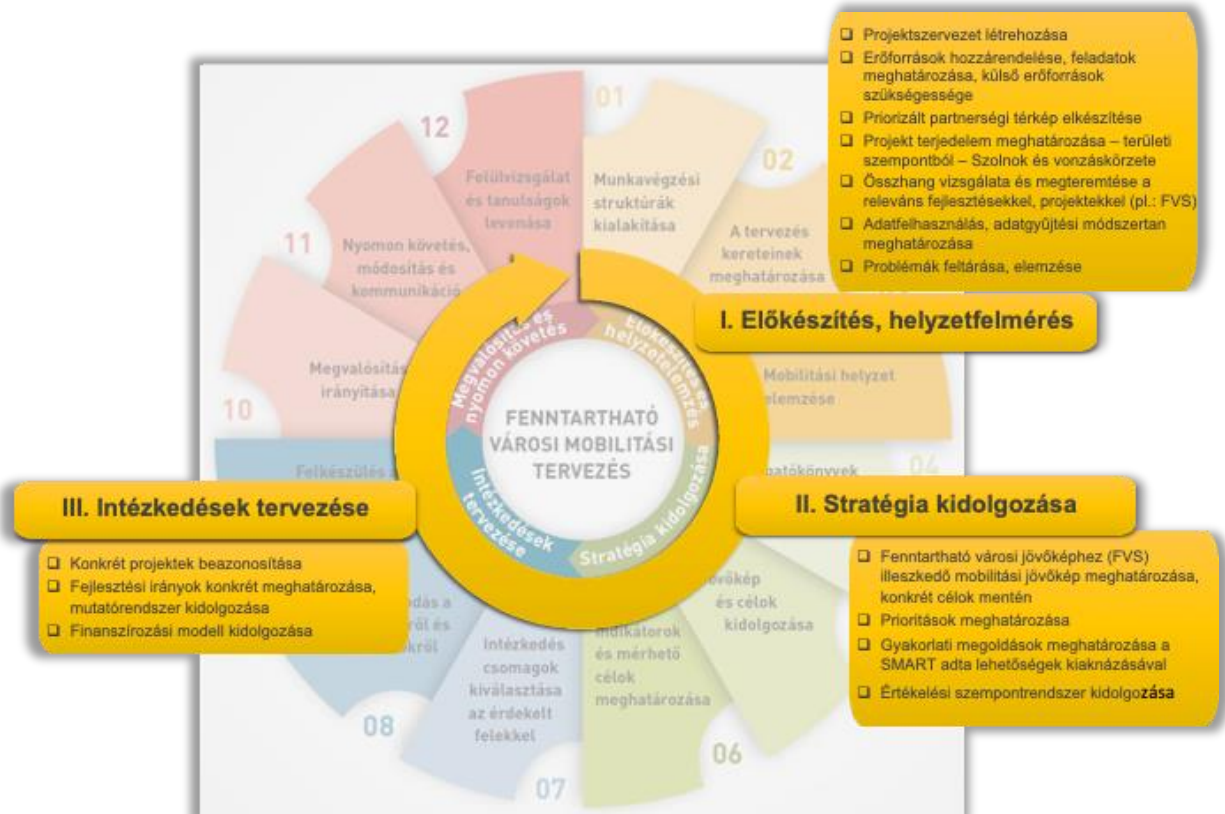 ❑ Projektszervezet létrehozása
❑ Erőforrások hozzárendelése, feladatok
meghatározása, külső erőforrások
szükségessége
❑ Priorizált partnerségi térkép elkészítése
❑ Projekt terjedelem meghatározása – területi
szempontból – Szolnok és vonzáskörzete
❑ Összhang vizsgálata és megteremtése a
releváns fejlesztésekkel, projektekkel (pl.: FVS)
❑ Adatfelhasználás, adatgyűjtési módszertan
meghatározása
❑ Problémák feltárása, elemzése
I. Előkészítés, helyzetfelmérés
01
Munkavégzési
struktúrák
kialakítása
02
A tervezés
kereteinek
meghatározása
Mobilitási helyzet
elemzése
04
II. Stratégia kidolgozása
❑ Fenntartható városi jövőképhez (FVS)
illeszkedő mobilitási jövőkép meghatározása,
konkrét célok mentén
❑ Prioritások meghatározása
❑ Gyakorlati megoldások meghatározása a
SMART adta lehetőségek kiaknázásával
❑ Értékelési szempontrendszer kidolgozása
és célok
kidolgozása
06
indikátorok
és mérhető
célok
meghatározása
07
Intézkedés
csomagok
kiválasztása
az érdekelt
felekkel
08
III. Intézkedések tervezése
❑ Konkrét projektek beazonosítása
❑ Fejlesztési irányok konkrét meghatározása,
mutatórendszer kidolgozása
❑ Finanszírozási modell kidolgozása
Felkészülés
10
Megvalósítás
irányítása
11
Nyomon követés,
módosítás és
kommunikáció
12
Felülvizsgálat
és tanulságok
levonása
FENNTARTHATÓ
VÁROSI MOBILITÁSI
TERVEZÉS
Előkészítés
helyzetelemzés
Stratégia kidolgozása
Intézkedések
tervezése
Megvalósítás és
nyomon követés